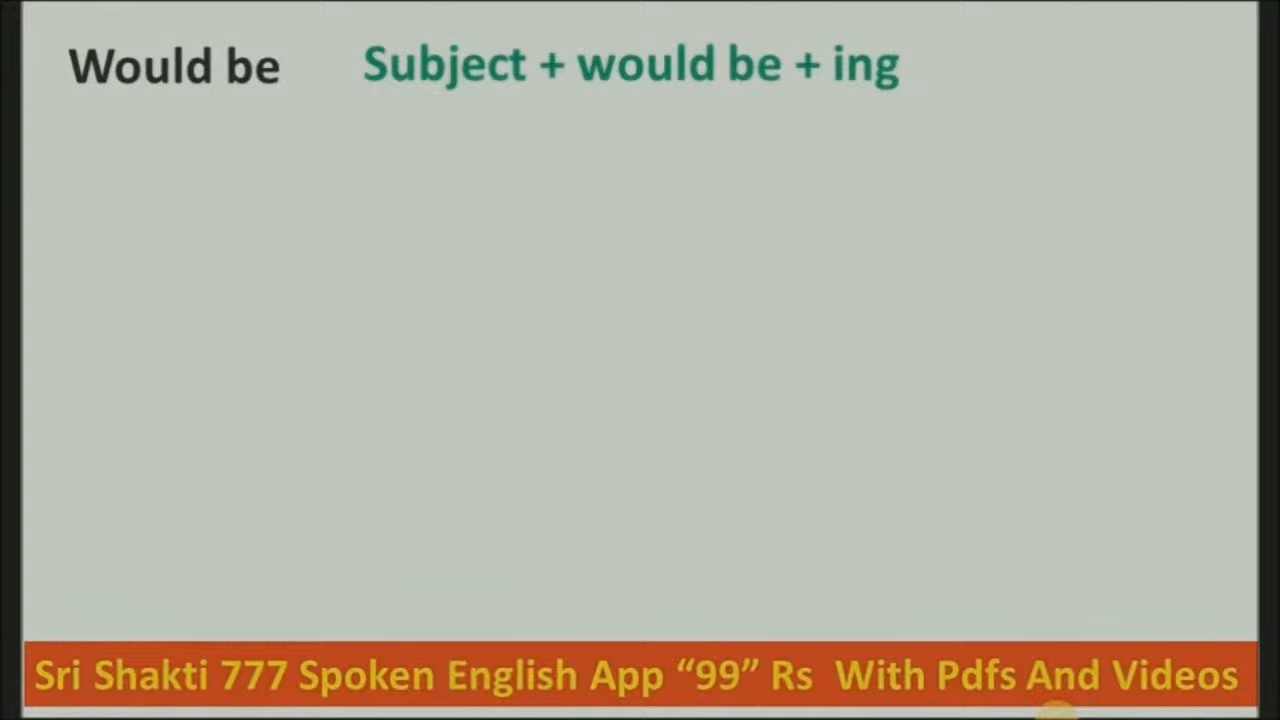 Would be Subject + would be + ing
Sri Shakti 777 Spoken English App “99” Rs With Pdfs And Videos